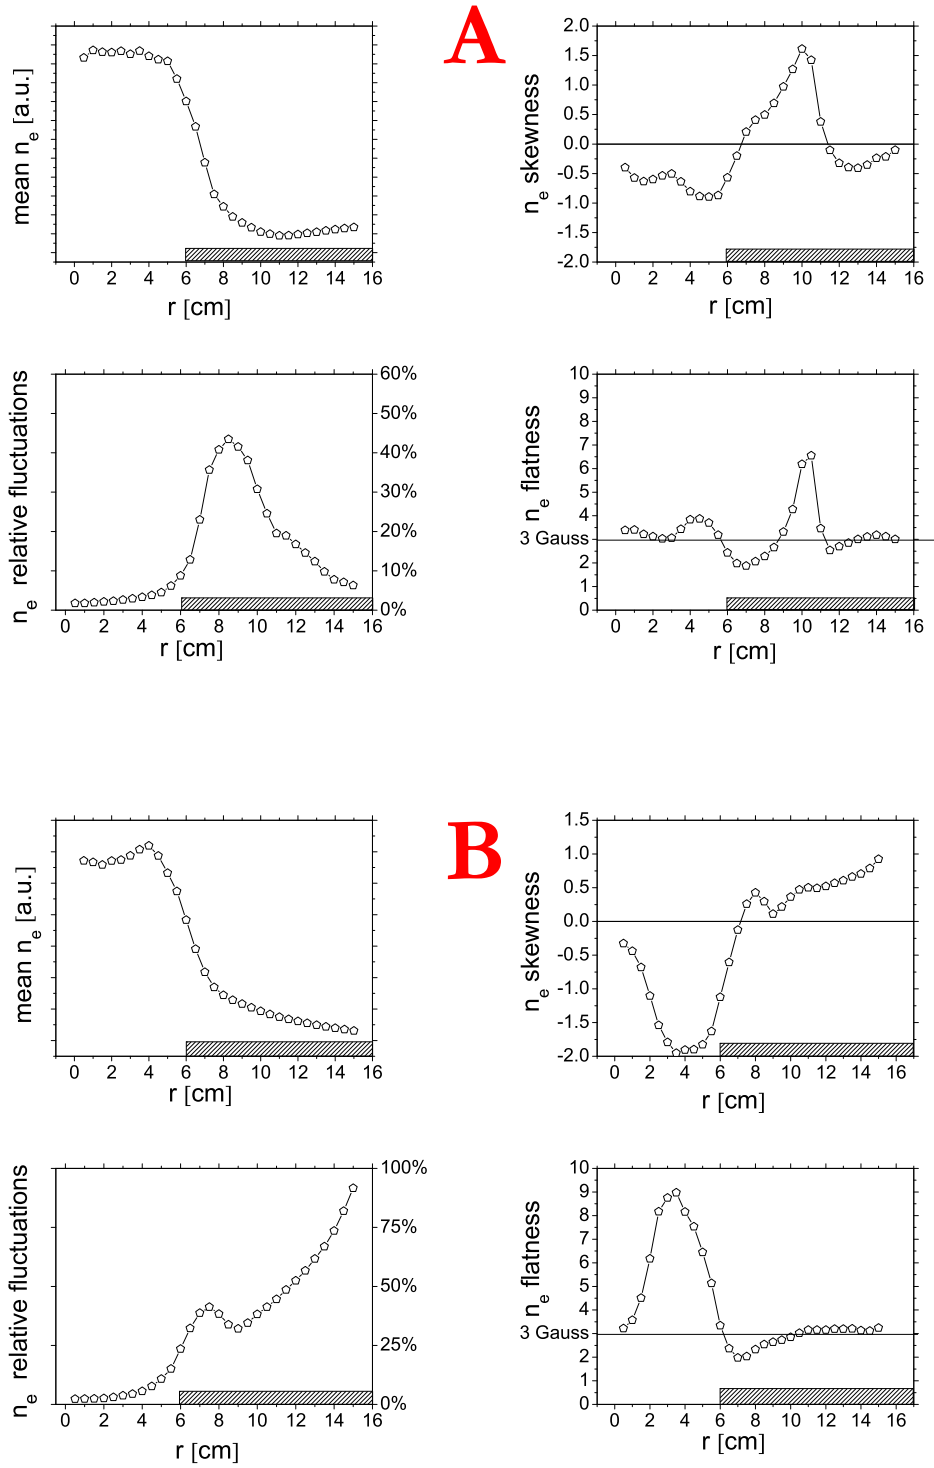 A
mean n_e [a.u.]
0 2 4 6 8 10 12 14 16
r [cm]
n_e skewness
2.0
1.5
1.0
0.5
0.0
-0.5
-1.0
-1.5
-2.0
0 2 4 6 8 10 12 14 16
r [cm]
n_e relative fluctuations
60%
50%
40%
30%
20%
10%
0%
0 2 4 6 8 10 12 14 16
r [cm]
n_e flatness
10
9
8
7
6
5
4
3 Gauss
2
1
0
0 2 4 6 8 10 12 14 16
r [cm]
B
mean n_e [a.u.]
0 2 4 6 8 10 12 14 16
r [cm]
n_e skewness
1.5
1.0
0.5
0.0
-0.5
-1.0
-1.5
-2.0
0 2 4 6 8 10 12 14 16
r [cm]
n_e relative fluctuations
100%
75%
50%
25%
0%
0 2 4 6 8 10 12 14 16
r [cm]
n_e flatness
10
9
8
7
6
5
4
3 Gauss
2
1
0
0 2 4 6 8 10 12 14 16
r [cm]